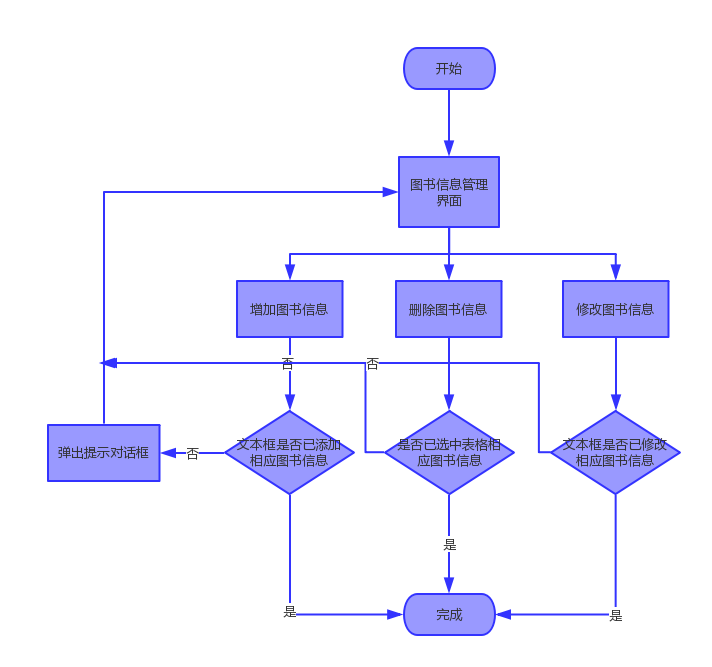 开始
图书信息管理
界面
增加图书信息
删除图书信息
修改图书信息
否
否
文本框是否已添加
相应图书信息
是否已选中表格相
应图书信息
文本框是否已修改
相应图书信息
弹出提示对话框
否
是
是
是
完成